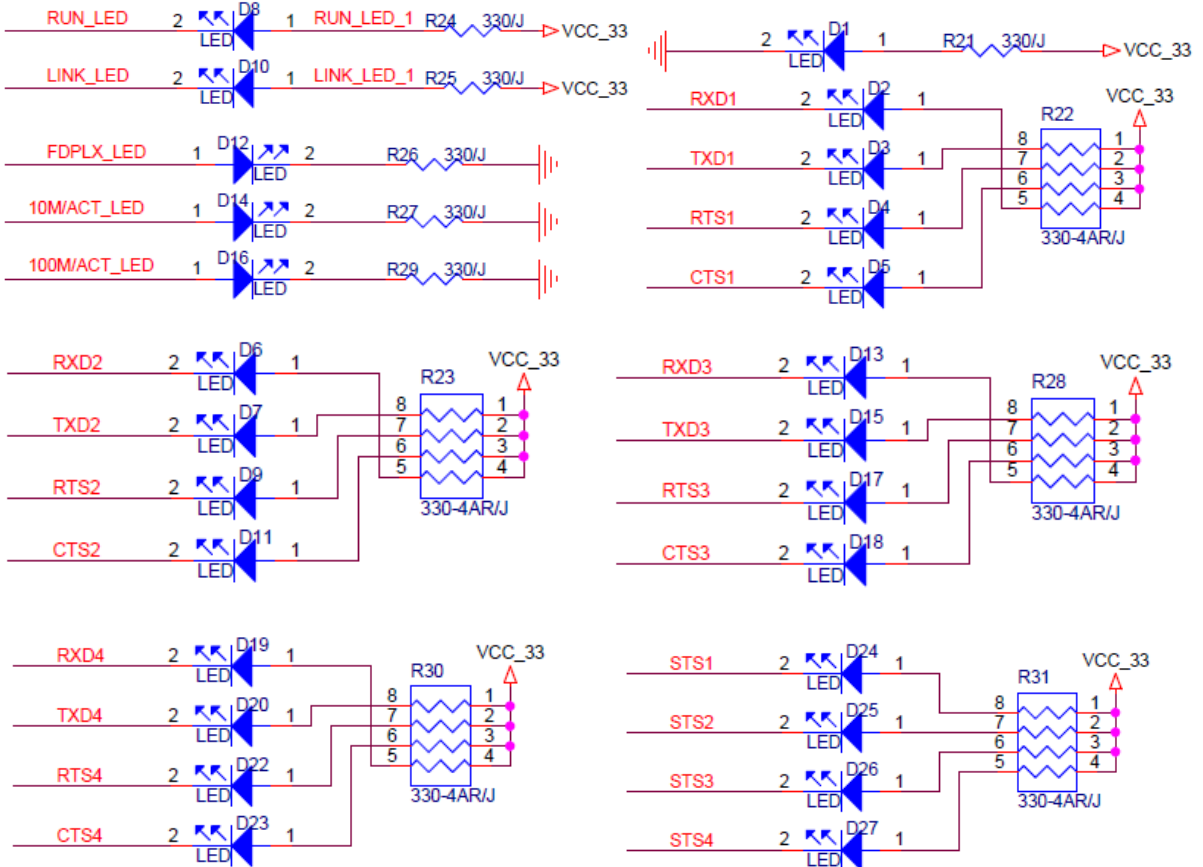 RUN_LED 2 D8 LED 1 RUN_LED_1 R24 330/J VCC_33
LINK_LED 2 D10 LED 1 LINK_LED_1 R25 330/J VCC_33
FDPLX_LED 1 D12 LED 2 R26 330/J
10M/ACT_LED 1 D14 LED 2 R27 330/J
100M/ACT_LED 1 D16 LED 2 R29 330/J
2 D1 LED 1 R21 330/J VCC_33
RXD1 2 D2 LED 1
TXD1 2 D3 LED 1
RTS1 2 D4 LED 1
CTS1 2 D5 LED 1
VCC_33
R22
8 1
7 2
6 3
5 4
330-4AR/J
RXD2 2 D6 LED 1
TXD2 2 D7 LED 1
RTS2 2 D9 LED 1
CTS2 2 D11 LED 1
VCC_33
R23
8 1
7 2
6 3
5 4
330-4AR/J
RXD3 2 D13 LED 1
TXD3 2 D15 LED 1
RTS3 2 D17 LED 1
CTS3 2 D18 LED 1
VCC_33
R28
8 1
7 2
6 3
5 4
330-4AR/J
RXD4 2 D19 LED 1
TXD4 2 D20 LED 1
RTS4 2 D22 LED 1
CTS4 2 D23 LED 1
VCC_33
R30
8 1
7 2
6 3
5 4
330-4AR/J
STS1 2 D24 LED 1
STS2 2 D25 LED 1
STS3 2 D26 LED 1
STS4 2 D27 LED 1
VCC_33
R31
8 1
7 2
6 3
5 4
330-4AR/J